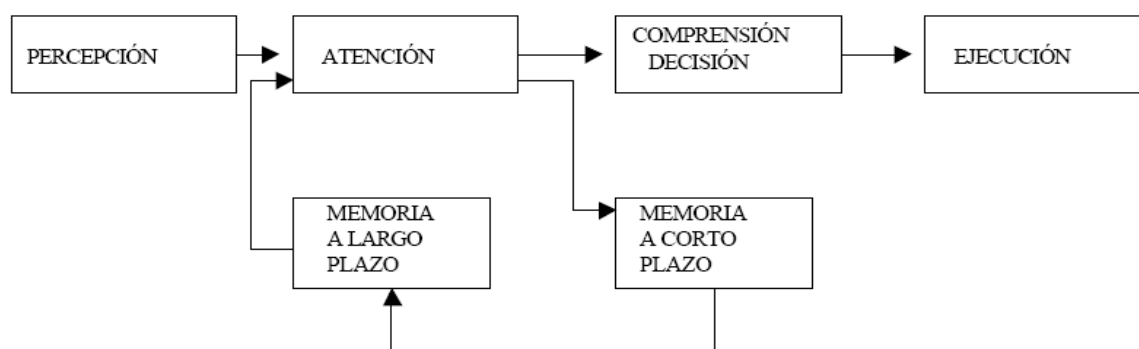 PERCEPCIÓN
ATENCIÓN
COMPRENSIÓN
DECISIÓN
EJECUCIÓN
MEMORIA
A LARGO
PLAZO
MEMORIA
A CORTO
PLAZO